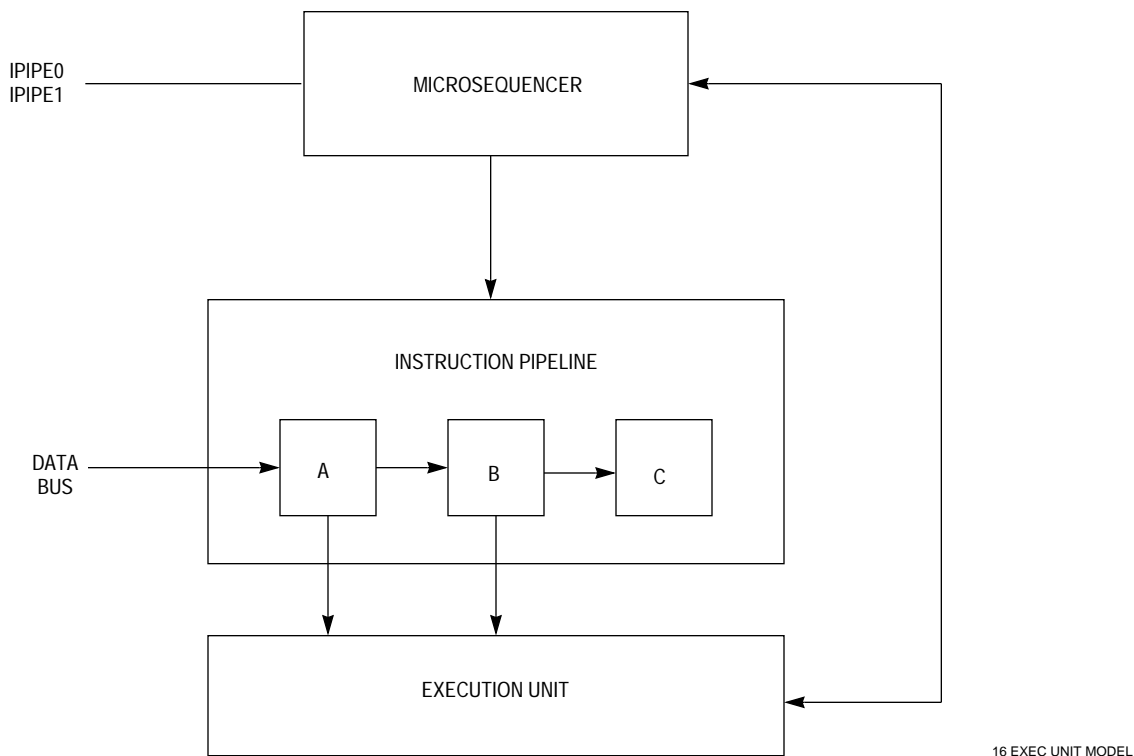 IPIPE0
IPIPE1
MICROSEQUENCER
INSTRUCTION PIPELINE
DATA
BUS
A
B
C
EXECUTION UNIT
16 EXEC UNIT MODEL